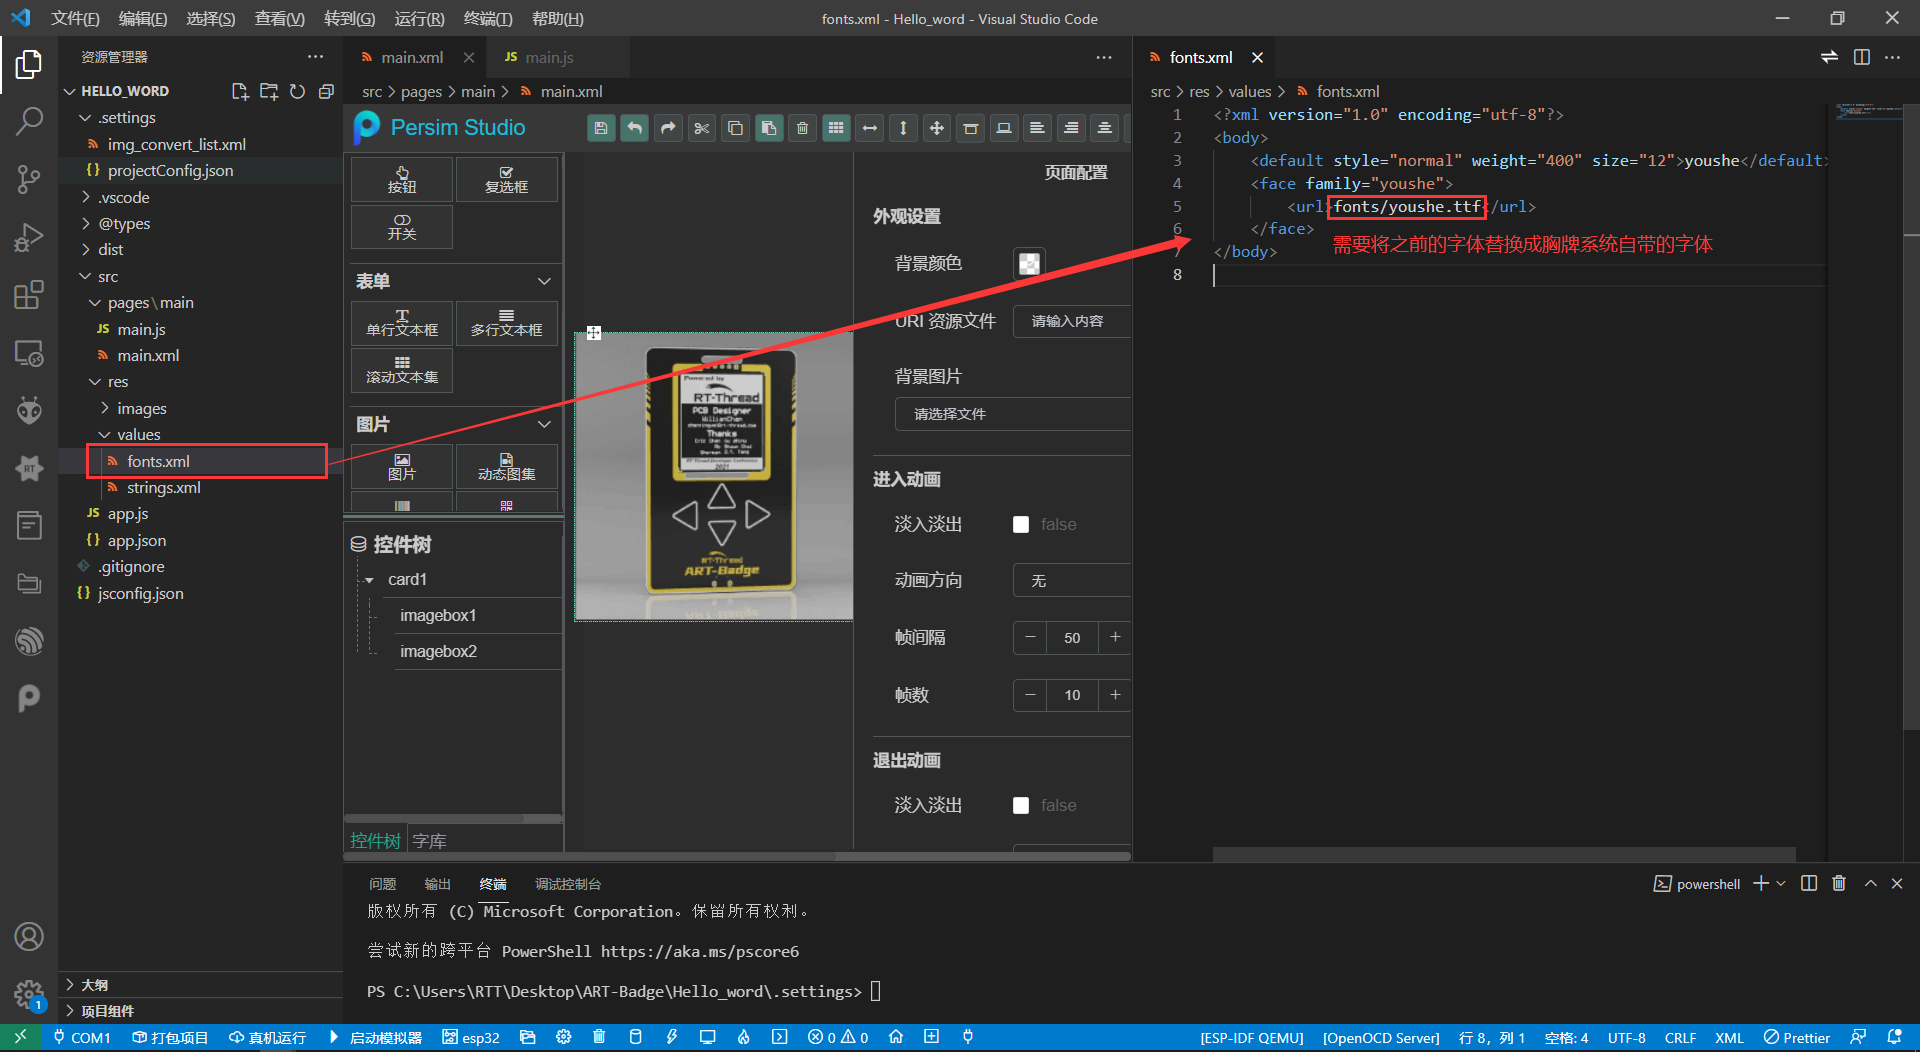 文件(F) 编辑(E) 选择(S) 查看(V) 转到(G) 运行(R) 终端(T) 帮助(H)
fonts.xml - Hello_word - Visual Studio Code
资源管理器
HELLO_WORD
.settings
img_convert_list.xml
projectConfig.json
.vscode
@types
dist
src
pages\main
main.js
main.xml
res
images
values
fonts.xml
strings.xml
app.js
app.json
.gitignore
jsconfig.json
大纲
项目组件
main.xml
JS main.js
src > pages > main > main.xml
Persim Studio
按钮
复选框
开关
表单
单行文本框
多行文本框
滚动文本集
图片
图片
动态图集
控件树
card1
imagebox1
imagebox2
控件树 字库
Powered by
RT-Thread
PCB Designer
WillianChan
Thanks
2021
RT-Thread
ART-Badge
页面配置
外观设置
背景颜色
URI 资源文件
请输入内容
背景图片
请选择文件
进入动画
淡入淡出
false
动画方向
无
帧间隔
− 50 +
帧数
− 10 +
退出动画
淡入淡出
false
fonts.xml
src > res > values > fonts.xml
1 <?xml version="1.0" encoding="utf-8"?>
2 <body>
3 <default style="normal" weight="400" size="12">youshe</default>
4 <face family="youshe">
5 <url>fonts/youshe.ttf</url>
6 </face>
7 </body>
8
需要将之前的字体替换成胸牌系统自带的字体
问题 输出 终端 调试控制台
powershell
版权所有 (C) Microsoft Corporation。保留所有权利。
尝试新的跨平台 PowerShell https://aka.ms/pscore6
PS C:\Users\RTT\Desktop\ART-Badge\Hello_word\.settings>
1
COM1 打包项目 真机运行 启动模拟器 esp32 0 0 [ESP-IDF QEMU] [OpenOCD Server] 行 8，列 1 空格: 4 UTF-8 CRLF XML Prettier